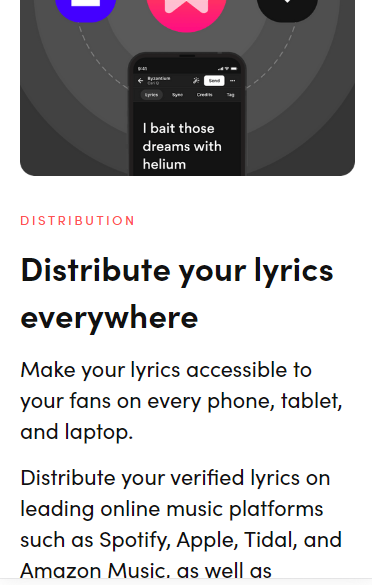 9:41
Byzantium
Send
Lyrics Sync Credits Tag
I bait those
dreams with
helium
DISTRIBUTION
Distribute your lyrics
everywhere
Make your lyrics accessible to
your fans on every phone, tablet,
and laptop.
Distribute your verified lyrics on
leading online music platforms
such as Spotify, Apple, Tidal, and
Amazon Music, as well as